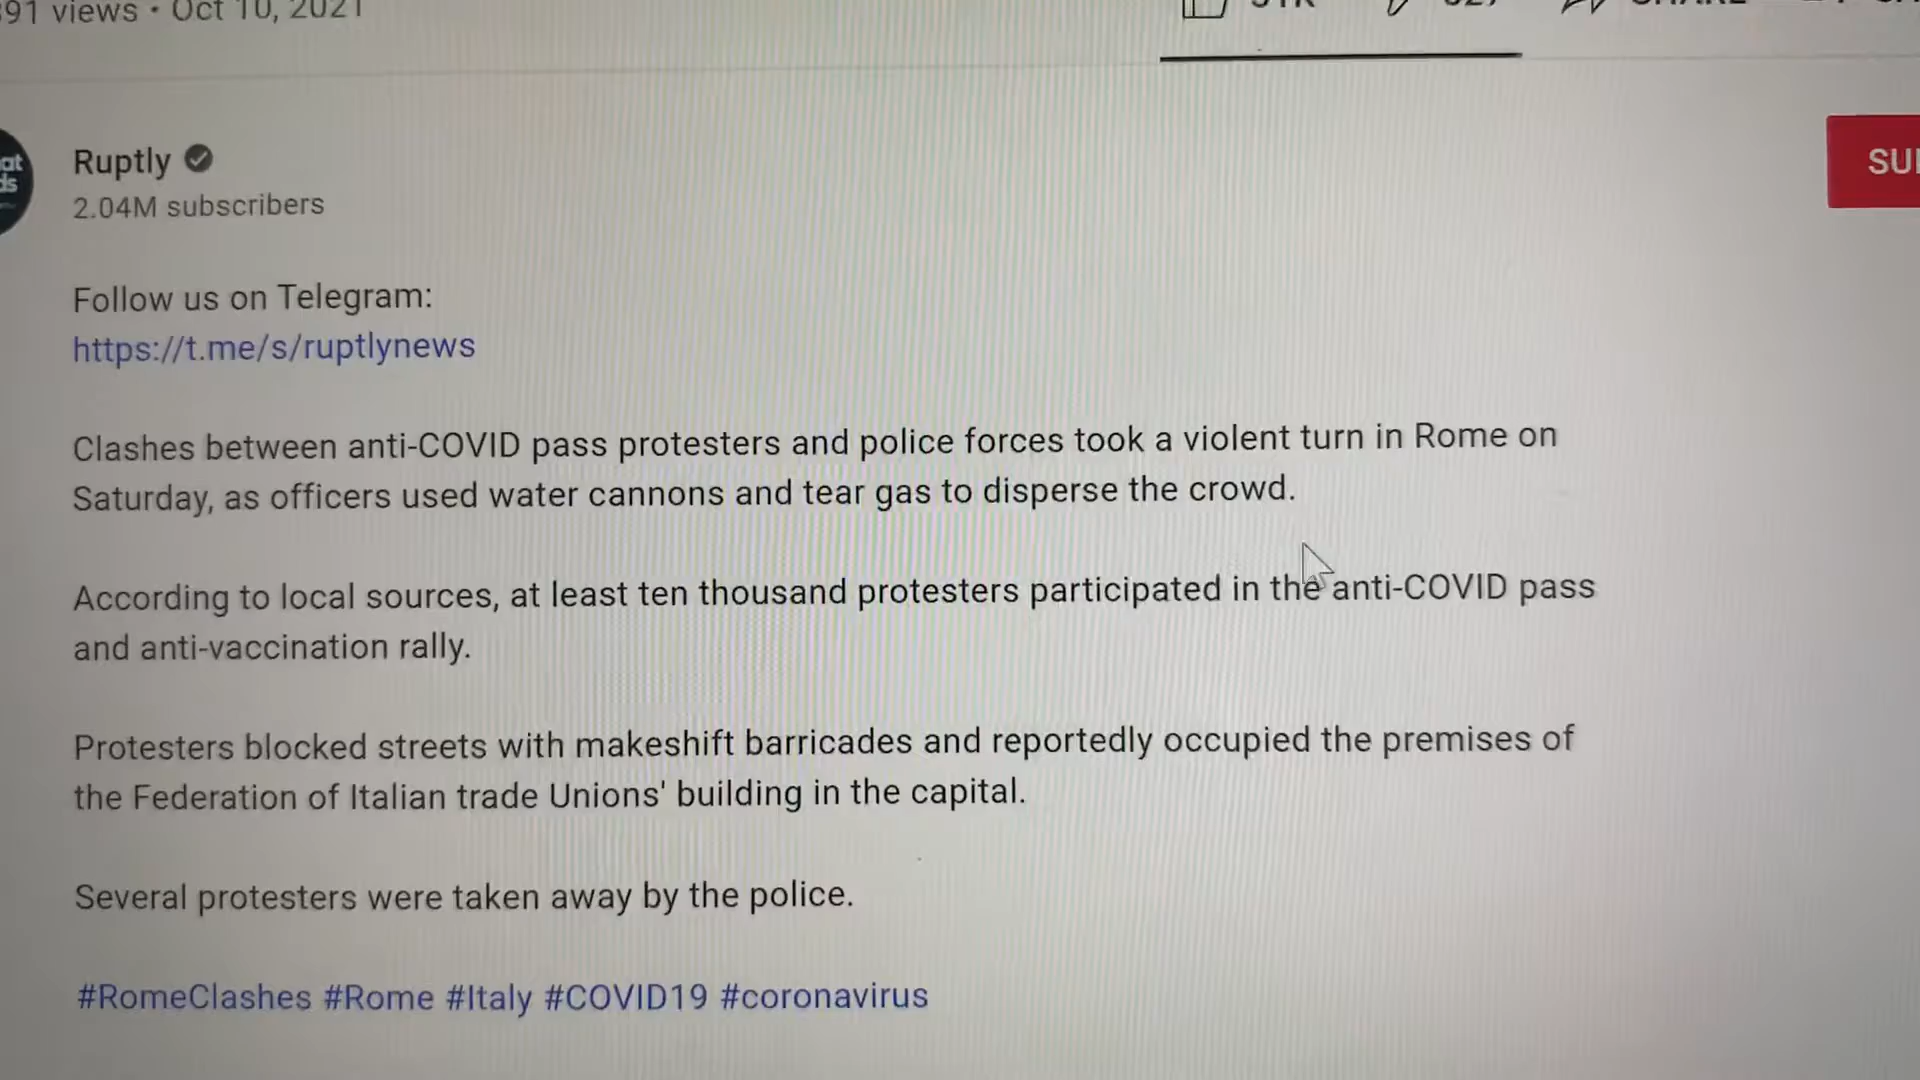 views • Oct 10, 2021
SHARE
Ruptly
2.04M subscribers
Follow us on Telegram:
https://t.me/s/ruptlynews
Clashes between anti-COVID pass protesters and police forces took a violent turn in Rome on
Saturday, as officers used water cannons and tear gas to disperse the crowd.
According to local sources, at least ten thousand protesters participated in the anti-COVID pass
and anti-vaccination rally.
Protesters blocked streets with makeshift barricades and reportedly occupied the premises of
the Federation of Italian trade Unions' building in the capital.
Several protesters were taken away by the police.
#RomeClashes #Rome #Italy #COVID19 #coronavirus